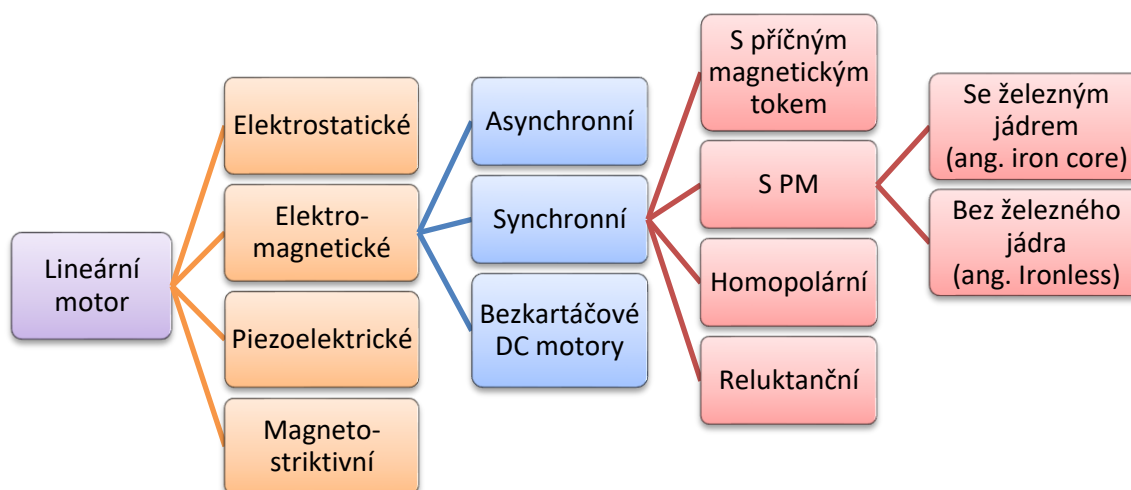 Lineární
motor
Elektrostatické
Elektro-
magnetické
Piezoelektrické
Magneto-
striktivní
Asynchronní
Synchronní
Bezkartáčové
DC motory
S příčným
magnetickým
tokem
S PM
Homopolární
Reluktanční
Se železným
jádrem
(ang. iron core)
Bez železného
jádra
(ang. Ironless)